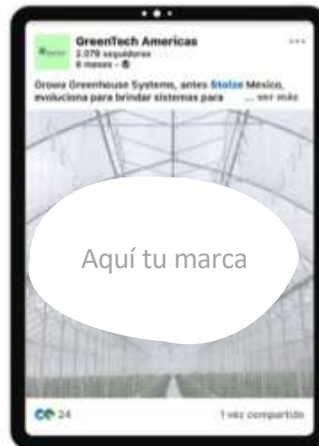 GreenTech Americas
2.079 seguidores
6 meses •
Growa Greenhouse Systems, antes Stolze Mexico,
evoluciona para brindar sistemas para ... ver más
Aquí tu marca
24
1 vez compartido